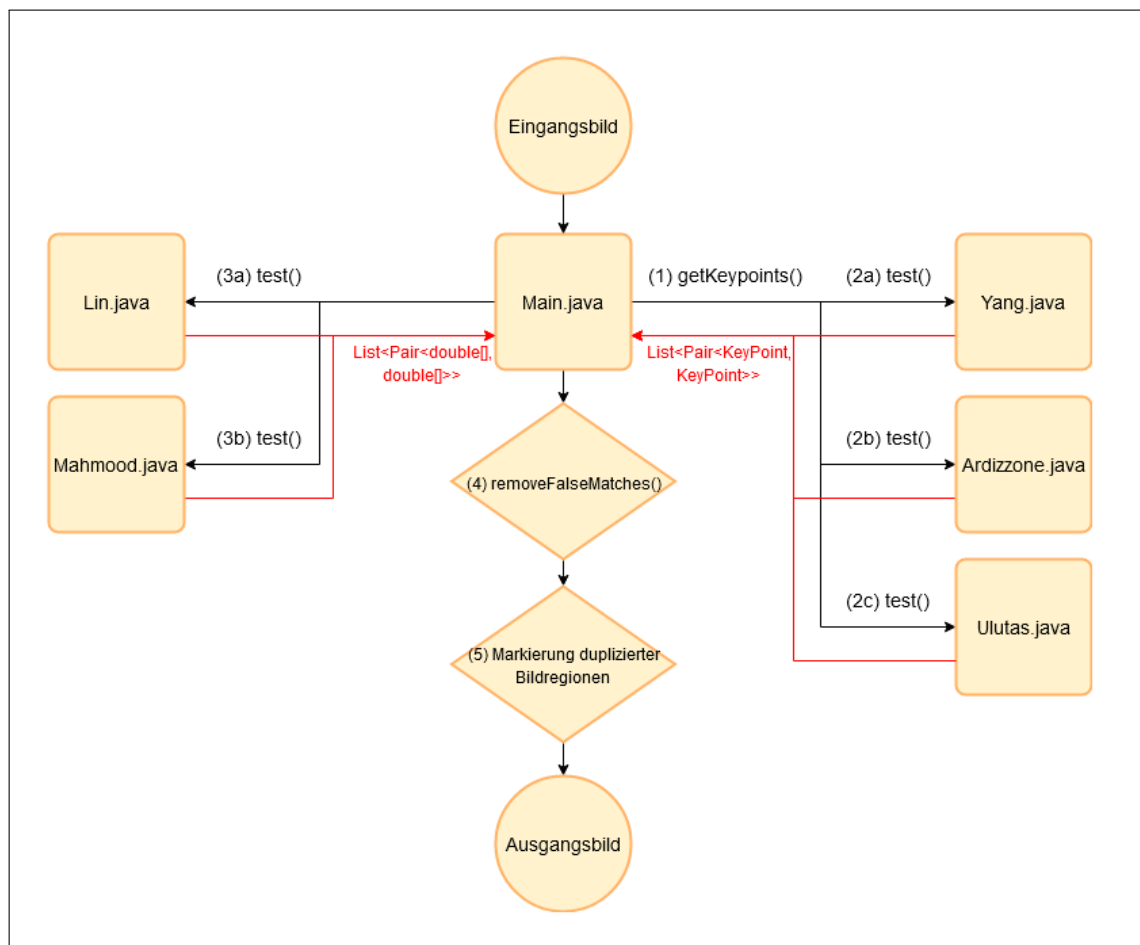 Eingangsbild
Lin.java
(3a) test()
Main.java
(1) getKeypoints()
(2a) test()
Yang.java
List<Pair<double[],
double[]>>
List<Pair<KeyPoint,
KeyPoint>>
Mahmood.java
(3b) test()
(4) removeFalseMatches()
(2b) test()
Ardizzone.java
(2c) test()
Ulutas.java
(5) Markierung duplizierter
Bildregionen
Ausgangsbild